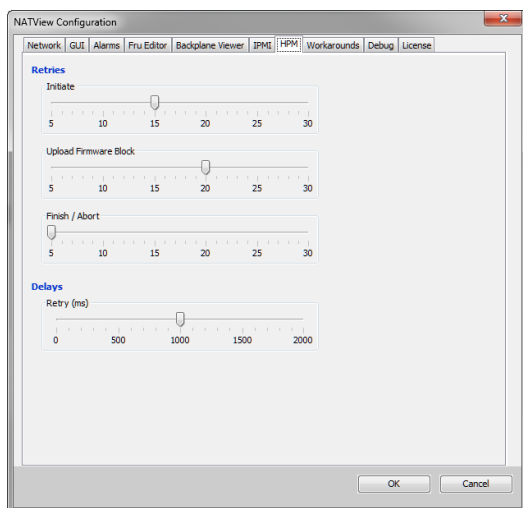 NATView Configuration
Network GUI Alarms Fru Editor Backplane Viewer IPMI HPM Workarounds Debug License
Retries
Initiate
5 10 15 20 25 30
Upload Firmware Block
5 10 15 20 25 30
Finish / Abort
5 10 15 20 25 30
Delays
Retry (ms)
0 500 1000 1500 2000
OK Cancel